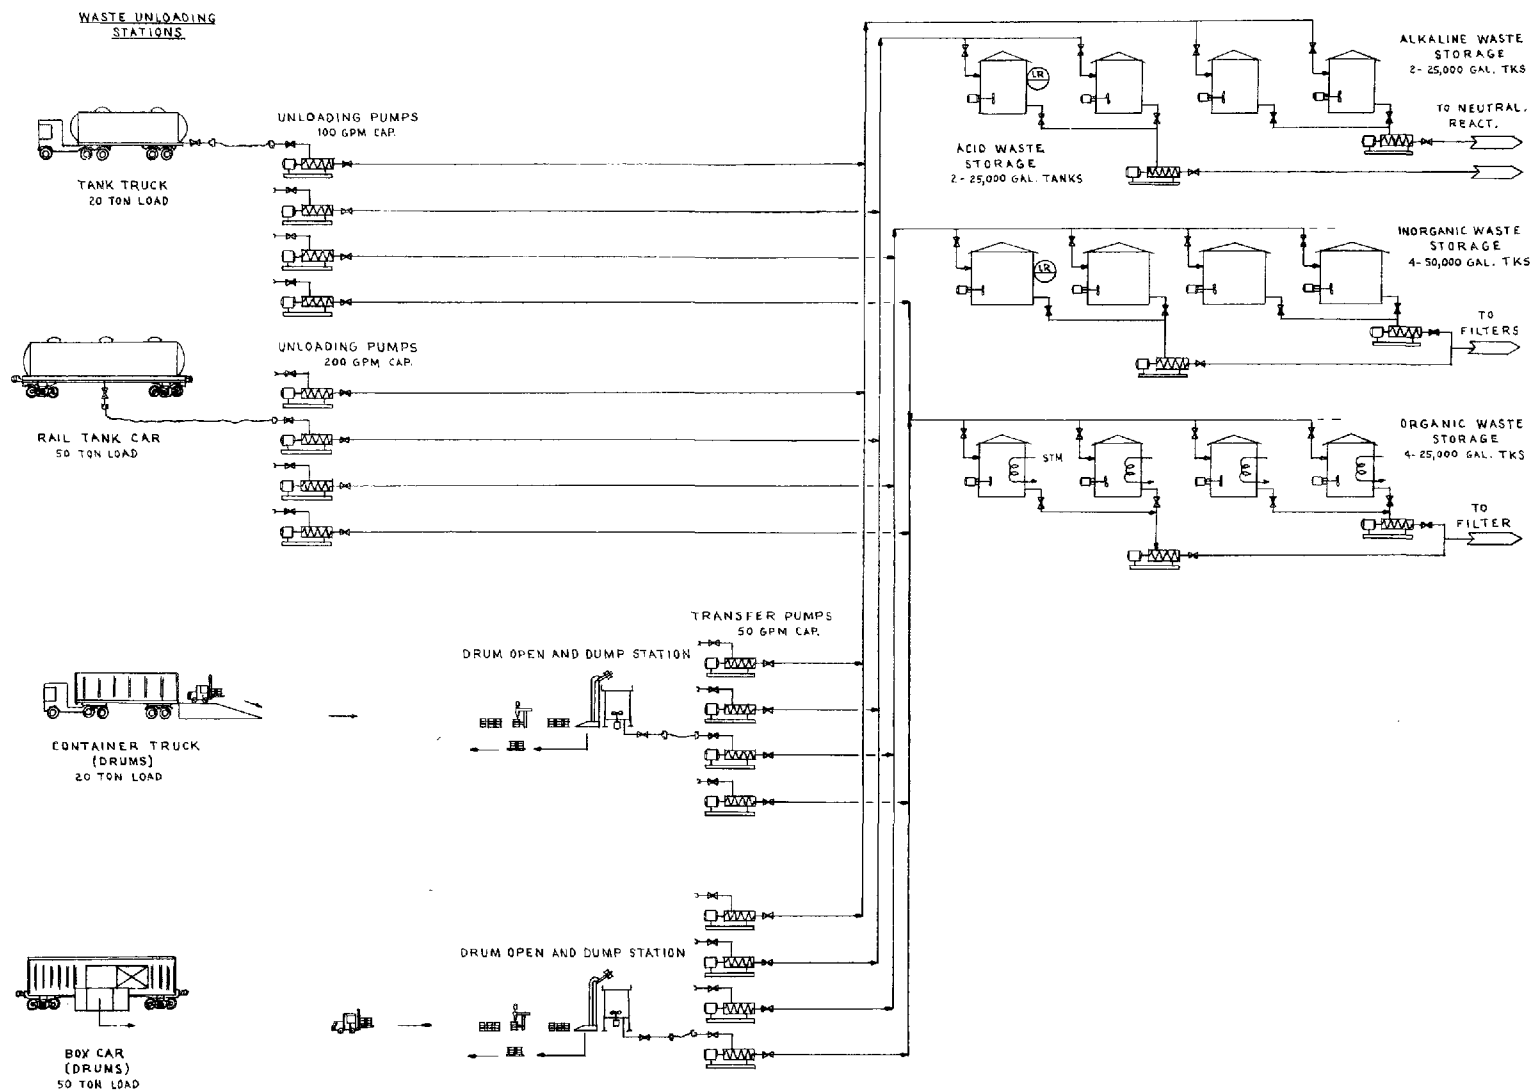 WASTE UNLOADING
STATIONS
UNLOADING PUMPS
100 GPM CAP.
TANK TRUCK
20 TON LOAD
ALKALINE WASTE
STORAGE
2-25,000 GAL. TKS
LR
TO NEUTRAL.
REACT.
ACID WASTE
STORAGE
2-25,000 GAL. TANKS
INORGANIC WASTE
STORAGE
4-50,000 GAL. TKS
LR
TO
FILTERS
UNLOADING PUMPS
200 GPM CAP.
RAIL TANK CAR
50 TON LOAD
ORGANIC WASTE
STORAGE
4-25,000 GAL. TKS
STM
TO
FILTER
TRANSFER PUMPS
50 GPM CAP.
DRUM OPEN AND DUMP STATION
CONTAINER TRUCK
(DRUMS)
20 TON LOAD
DRUM OPEN AND DUMP STATION
BOX CAR
(DRUMS)
50 TON LOAD